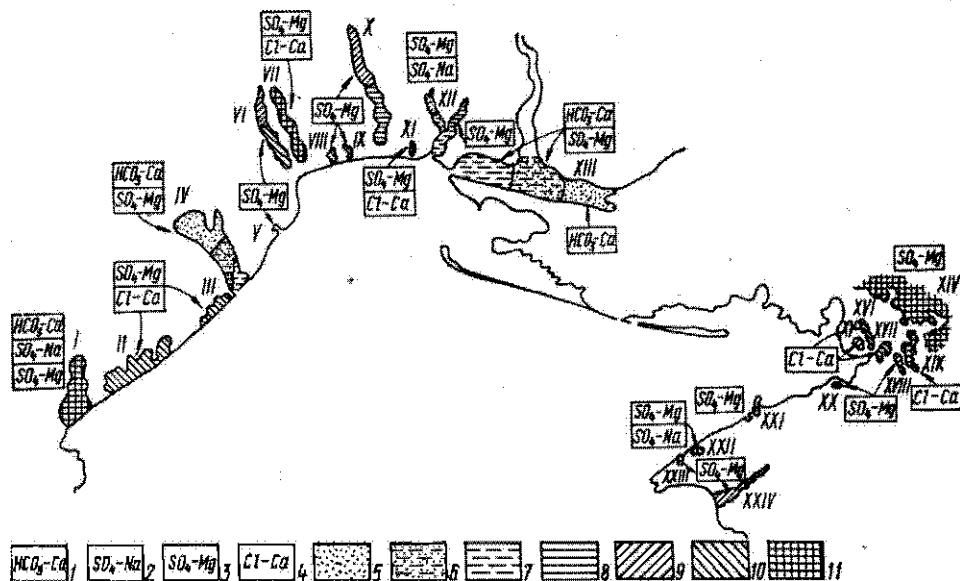 SO₄-Mg
Cl-Ca
VII
VI
X
SO₄-Mg
VIII
IX
SO₄-Mg
SO₄-Na
XII
XI
SO₄-Mg
HCO₃-Ca
SO₄-Mg
XIII
SO₄-Mg
Cl-Ca
HCO₃-Ca
HCO₃-Ca
SO₄-Mg
IV
SO₄-Mg
V
SO₄-Mg
Cl-Ca
III
II
HCO₃-Ca
SO₄-Na
SO₄-Mg
I
SO₄-Mg
XIV
XVI
XVII
Cl-Ca
XVIII
XIX
XX
SO₄-Mg
Cl-Ca
SO₄-Mg
XXI
SO₄-Mg
SO₄-Na
XXII
XXIII
SO₄-Mg
XXIV
HCO₃-Ca 1 SO₄-Na 2 SO₄-Mg 3 Cl-Ca 4 5 6 7 8 9 10 11